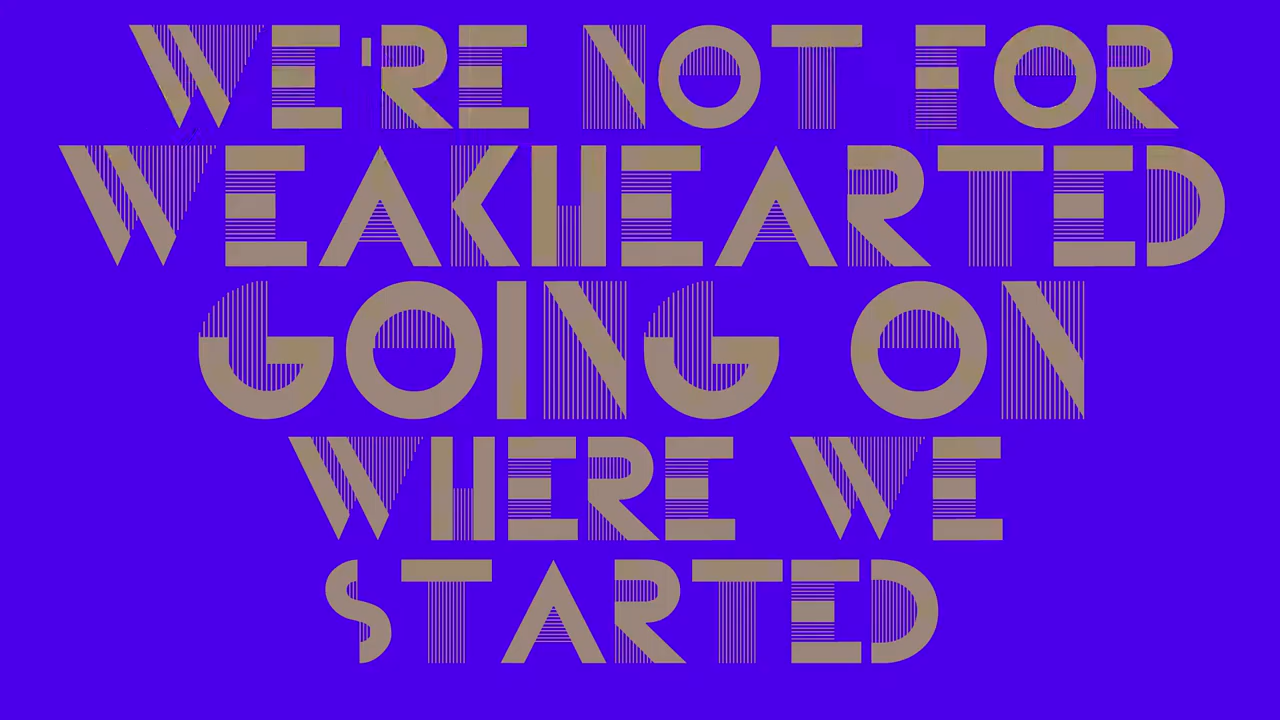 WE'RE NOT FOR
WEAKHEARTED
GOING ON
WHERE WE
STARTED